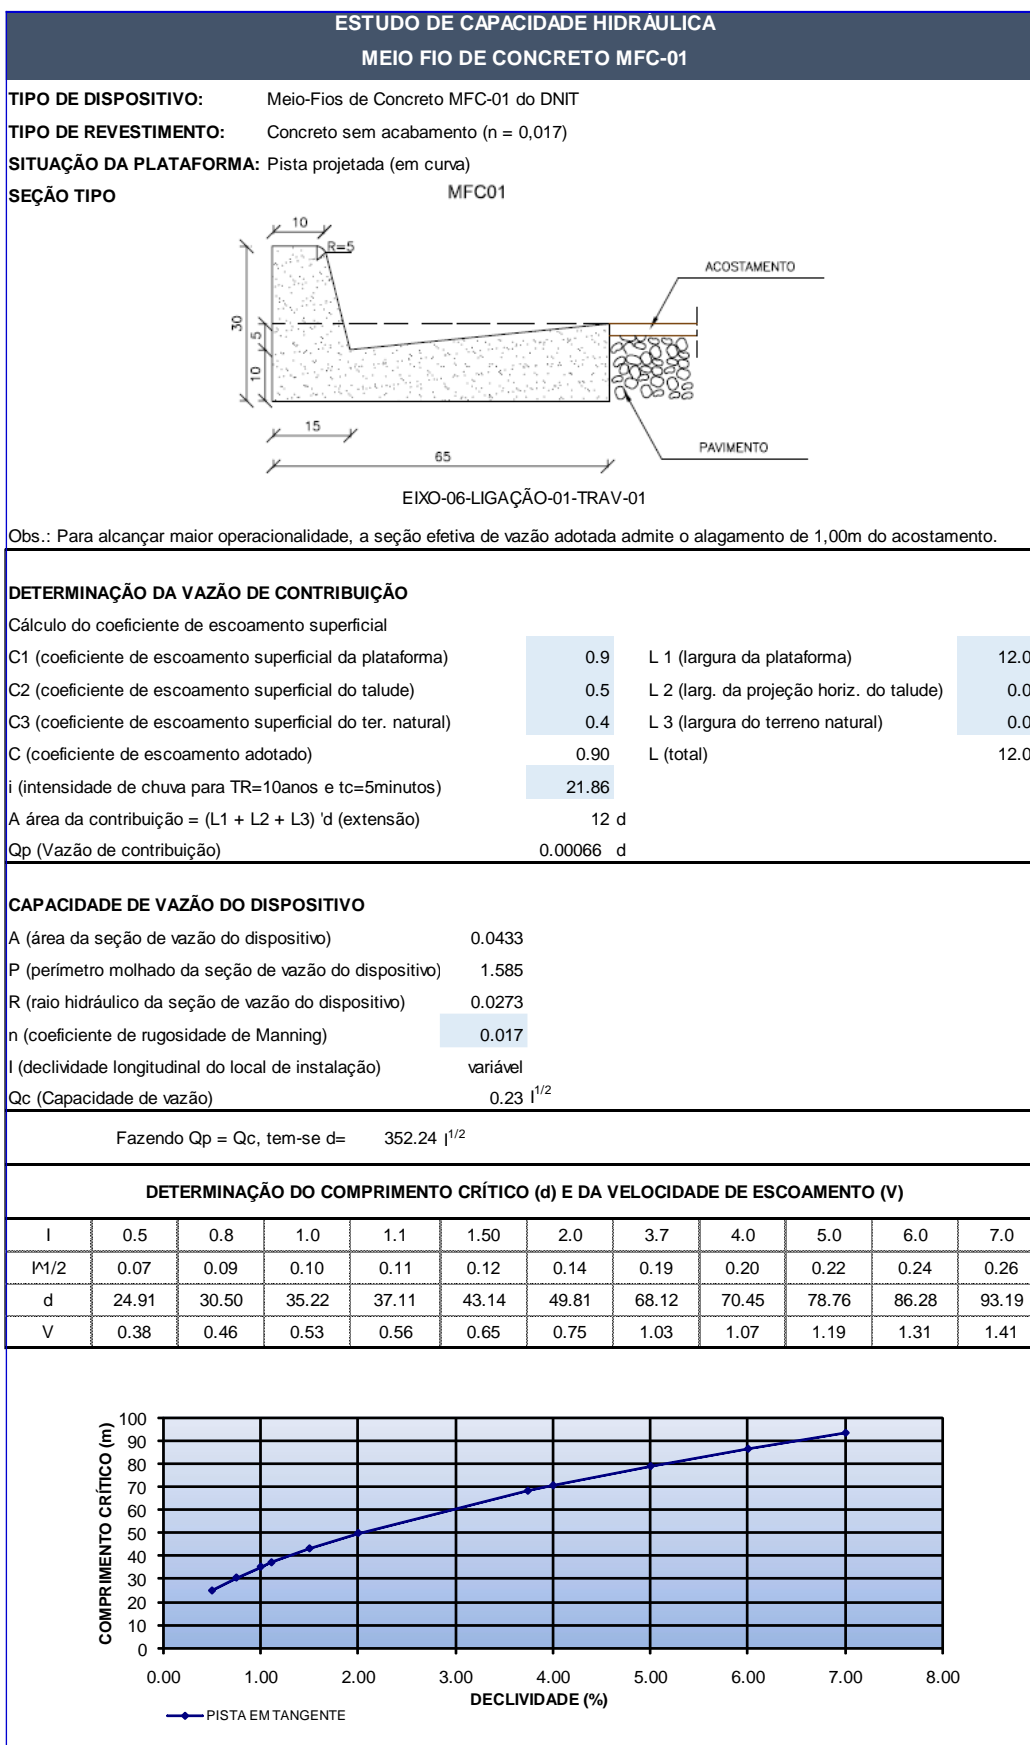 ESTUDO DE CAPACIDADE HIDRÁULICA
MEIO FIO DE CONCRETO MFC-01
TIPO DE DISPOSITIVO: Meio-Fios de Concreto MFC-01 do DNIT
TIPO DE REVESTIMENTO: Concreto sem acabamento (n = 0,017)
SITUAÇÃO DA PLATAFORMA: Pista projetada (em curva)
SEÇÃO TIPO MFC01
10
R=5
ACOSTAMENTO
30
5
10
15
65
PAVIMENTO
EIXO-06-LIGAÇÃO-01-TRAV-01
Obs.: Para alcançar maior operacionalidade, a seção efetiva de vazão adotada admite o alagamento de 1,00m do acostamento.
DETERMINAÇÃO DA VAZÃO DE CONTRIBUIÇÃO
Cálculo do coeficiente de escoamento superficial
C1 (coeficiente de escoamento superficial da plataforma) 0.9 L 1 (largura da plataforma) 12.0
C2 (coeficiente de escoamento superficial do talude) 0.5 L 2 (larg. da projeção horiz. do talude) 0.0
C3 (coeficiente de escoamento superficial do ter. natural) 0.4 L 3 (largura do terreno natural) 0.0
C (coeficiente de escoamento adotado) 0.90 L (total) 12.0
i (intensidade de chuva para TR=10anos e tc=5minutos) 21.86
A área da contribuição = (L1 + L2 + L3) 'd (extensão) 12 d
Qp (Vazão de contribuição) 0.00066 d
CAPACIDADE DE VAZÃO DO DISPOSITIVO
A (área da seção de vazão do dispositivo) 0.0433
P (perímetro molhado da seção de vazão do dispositivo) 1.585
R (raio hidráulico da seção de vazão do dispositivo) 0.0273
n (coeficiente de rugosidade de Manning) 0.017
I (declividade longitudinal do local de instalação) variável
Qc (Capacidade de vazão) 0.23 I^1/2
Fazendo Qp = Qc, tem-se d= 352.24 I^1/2
DETERMINAÇÃO DO COMPRIMENTO CRÍTICO (d) E DA VELOCIDADE DE ESCOAMENTO (V)
I 0.5 0.8 1.0 1.1 1.50 2.0 3.7 4.0 5.0 6.0 7.0
I^1/2 0.07 0.09 0.10 0.11 0.12 0.14 0.19 0.20 0.22 0.24 0.26
d 24.91 30.50 35.22 37.11 43.14 49.81 68.12 70.45 78.76 86.28 93.19
V 0.38 0.46 0.53 0.56 0.65 0.75 1.03 1.07 1.19 1.31 1.41
COMPRIMENTO CRÍTICO (m)
100
90
80
70
60
50
40
30
20
10
0
0.00 1.00 2.00 3.00 4.00 5.00 6.00 7.00 8.00
DECLIVIDADE (%)
PISTA EM TANGENTE